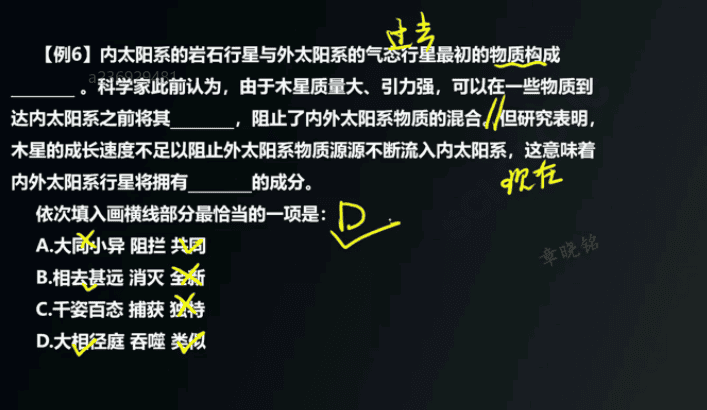 过去
【例6】内太阳系的岩石行星与外太阳系的气态行星最初的物质构成
a236929481
________。科学家此前认为，由于木星质量大、引力强，可以在一些物质到
达内太阳系之前将其________，阻止了内外太阳系物质的混合。//但研究表明，
木星的成长速度不足以阻止外太阳系物质源源不断流入内太阳系，这意味着
内外太阳系行星将拥有________的成分。
现在
依次填入画横线部分最恰当的一项是：D
A.大同小异 阻拦 共同
B.相去甚远 消灭 全新
C.千姿百态 捕获 独特
D.大相径庭 吞噬 类似
章晓铭